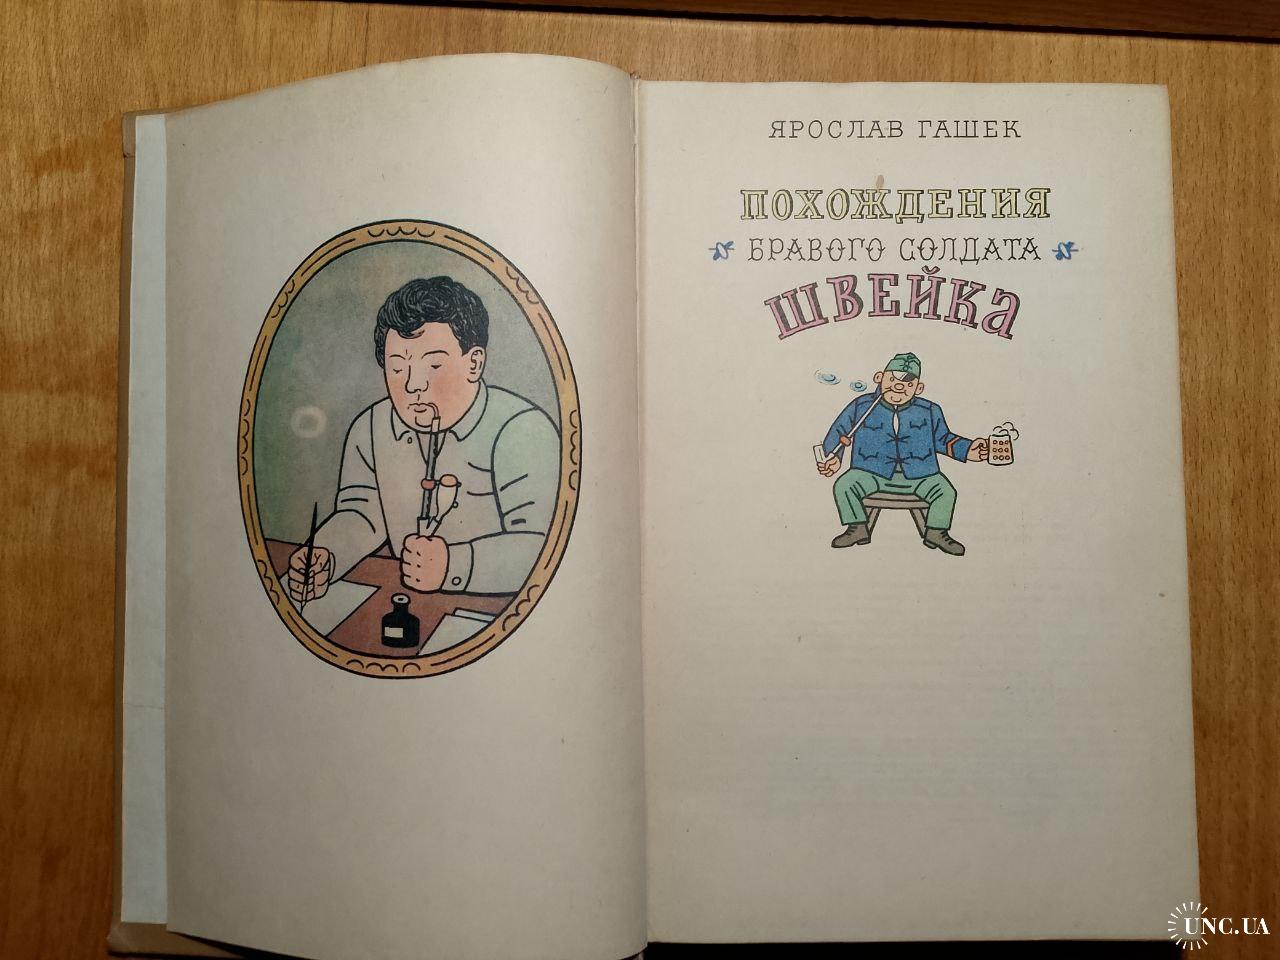 ЯРОСЛАВ ГАШЕК
ПОХОЖДЕНИЯ
БРАВОГО СОЛДАТА
ШВЕЙКА
UNC.UA